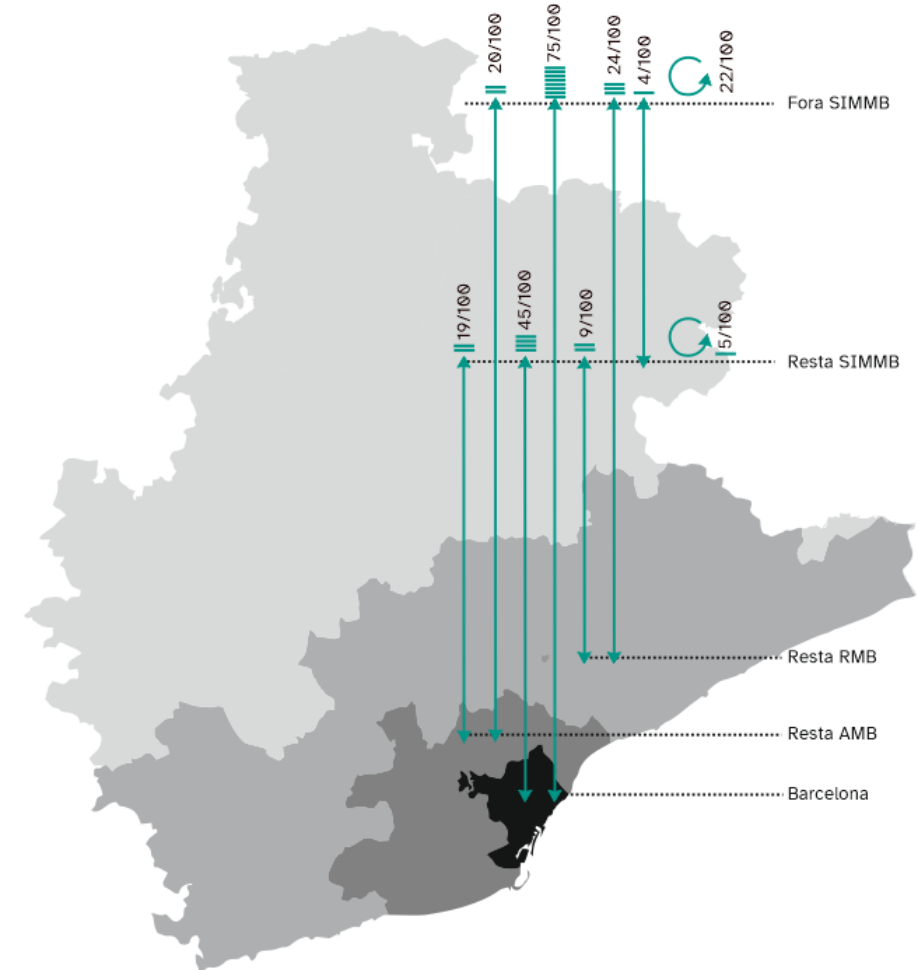 20/100
75/100
24/100
4/100
22/100
Fora SIMMB
19/100
45/100
9/100
5/100
Resta SIMMB
Resta RMB
Resta AMB
Barcelona